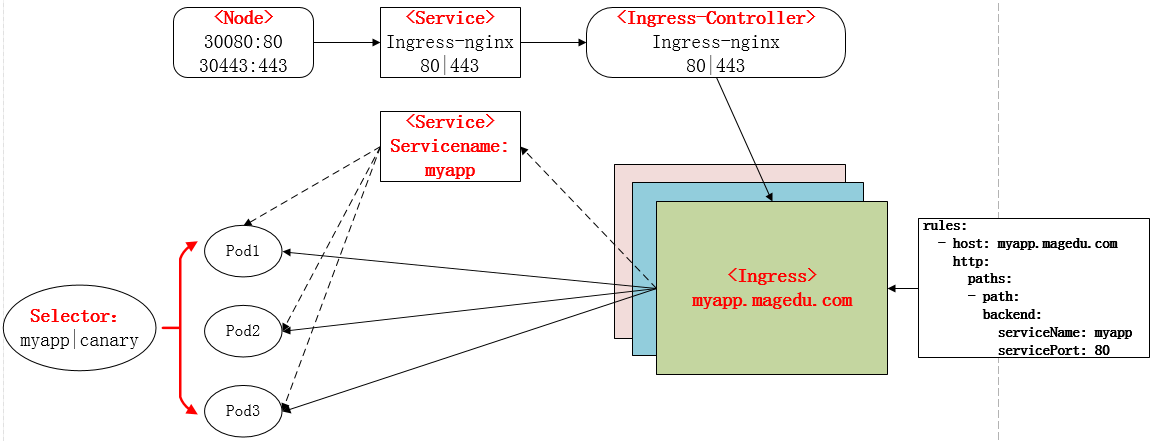 <Node>
30080:80
30443:443
<Service>
Ingress-nginx
80|443
<Ingress-Controller>
Ingress-nginx
80|443
<Service>
Servicename:
myapp
Pod1
Pod2
Pod3
Selector:
myapp|canary
<Ingress>
myapp.magedu.com
rules:
- host: myapp.magedu.com
http:
paths:
- path:
backend:
serviceName: myapp
servicePort: 80